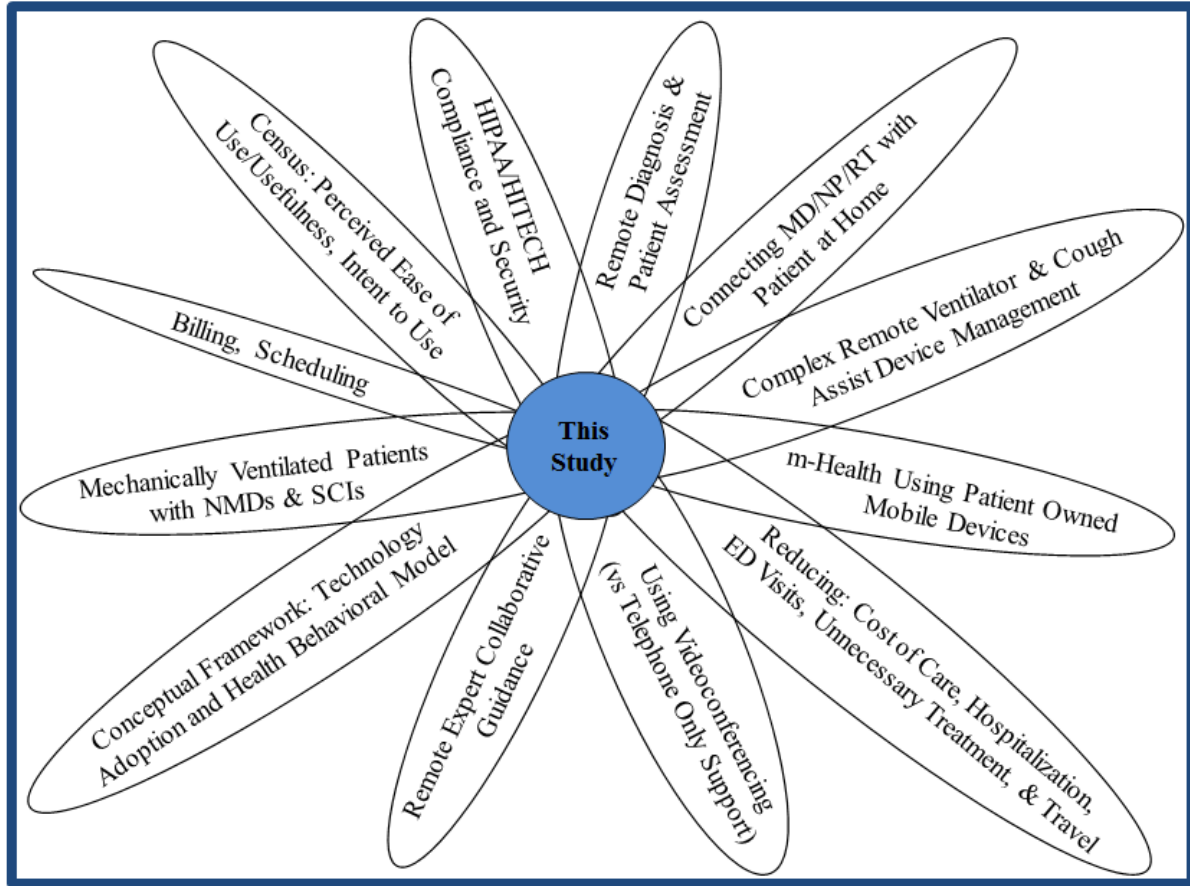 HIPAA/HITECH
Compliance and Security
Remote Diagnosis &
Patient Assessment
Connecting MD/NP/RT with
Patient at Home
Complex Remote Ventilator & Cough
Assist Device Management
m-Health Using Patient Owned
Mobile Devices
Reducing: Cost of Care, Hospitalization,
ED Visits, Unnecessary Treatment, & Travel
Using Videoconferencing
(vs Telephone Only Support)
Remote Expert Collaborative
Guidance
Conceptual Framework: Technology
Adoption and Health Behavioral Model
Mechanically Ventilated Patients
with NMDs & SCIs
Billing, Scheduling
Census: Perceived Ease of
Use/Usefulness, Intent to Use
This
Study